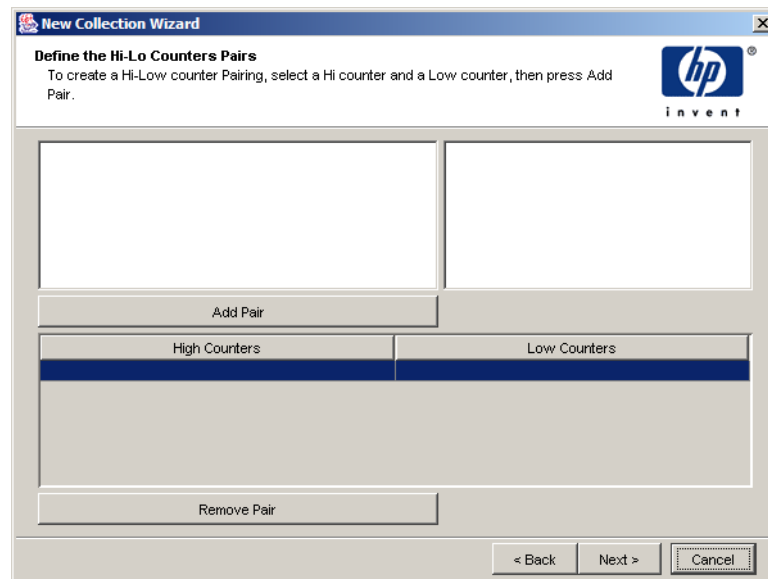 New Collection Wizard
Define the Hi-Lo Counters Pairs
To create a Hi-Low counter Pairing, select a Hi counter and a Low counter, then press Add
Pair.
hp
®
invent
Add Pair
High Counters
Low Counters
Remove Pair
< Back
Next >
Cancel